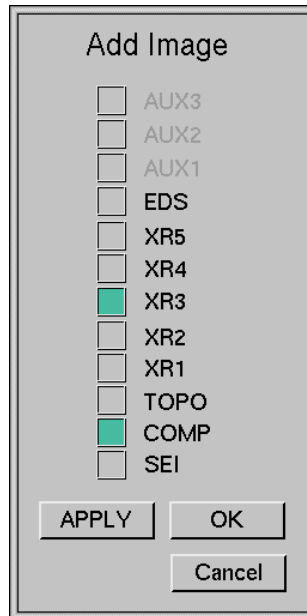 Add Image
AUX3
AUX2
AUX1
EDS
XR5
XR4
XR3
XR2
XR1
TOPO
COMP
SEI
APPLY OK
Cancel